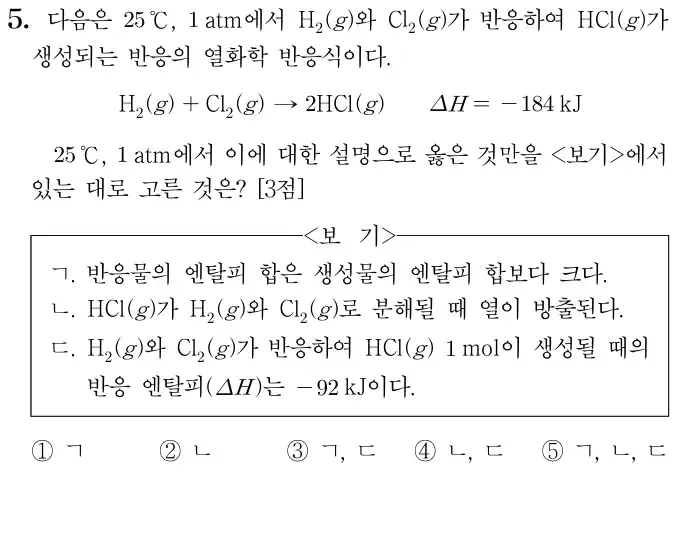 5. 다음은 25℃, 1 atm에서 H₂(g)와 Cl₂(g)가 반응하여 HCl(g)가
생성되는 반응의 열화학 반응식이다.
H₂(g) + Cl₂(g) → 2HCl(g) ΔH = −184 kJ
25℃, 1 atm에서 이에 대한 설명으로 옳은 것만을 <보기>에서
있는 대로 고른 것은? [3점]
<보 기>
ㄱ. 반응물의 엔탈피 합은 생성물의 엔탈피 합보다 크다.
ㄴ. HCl(g)가 H₂(g)와 Cl₂(g)로 분해될 때 열이 방출된다.
ㄷ. H₂(g)와 Cl₂(g)가 반응하여 HCl(g) 1 mol이 생성될 때의
반응 엔탈피(ΔH)는 −92 kJ이다.
① ㄱ ② ㄴ ③ ㄱ, ㄷ ④ ㄴ, ㄷ ⑤ ㄱ, ㄴ, ㄷ